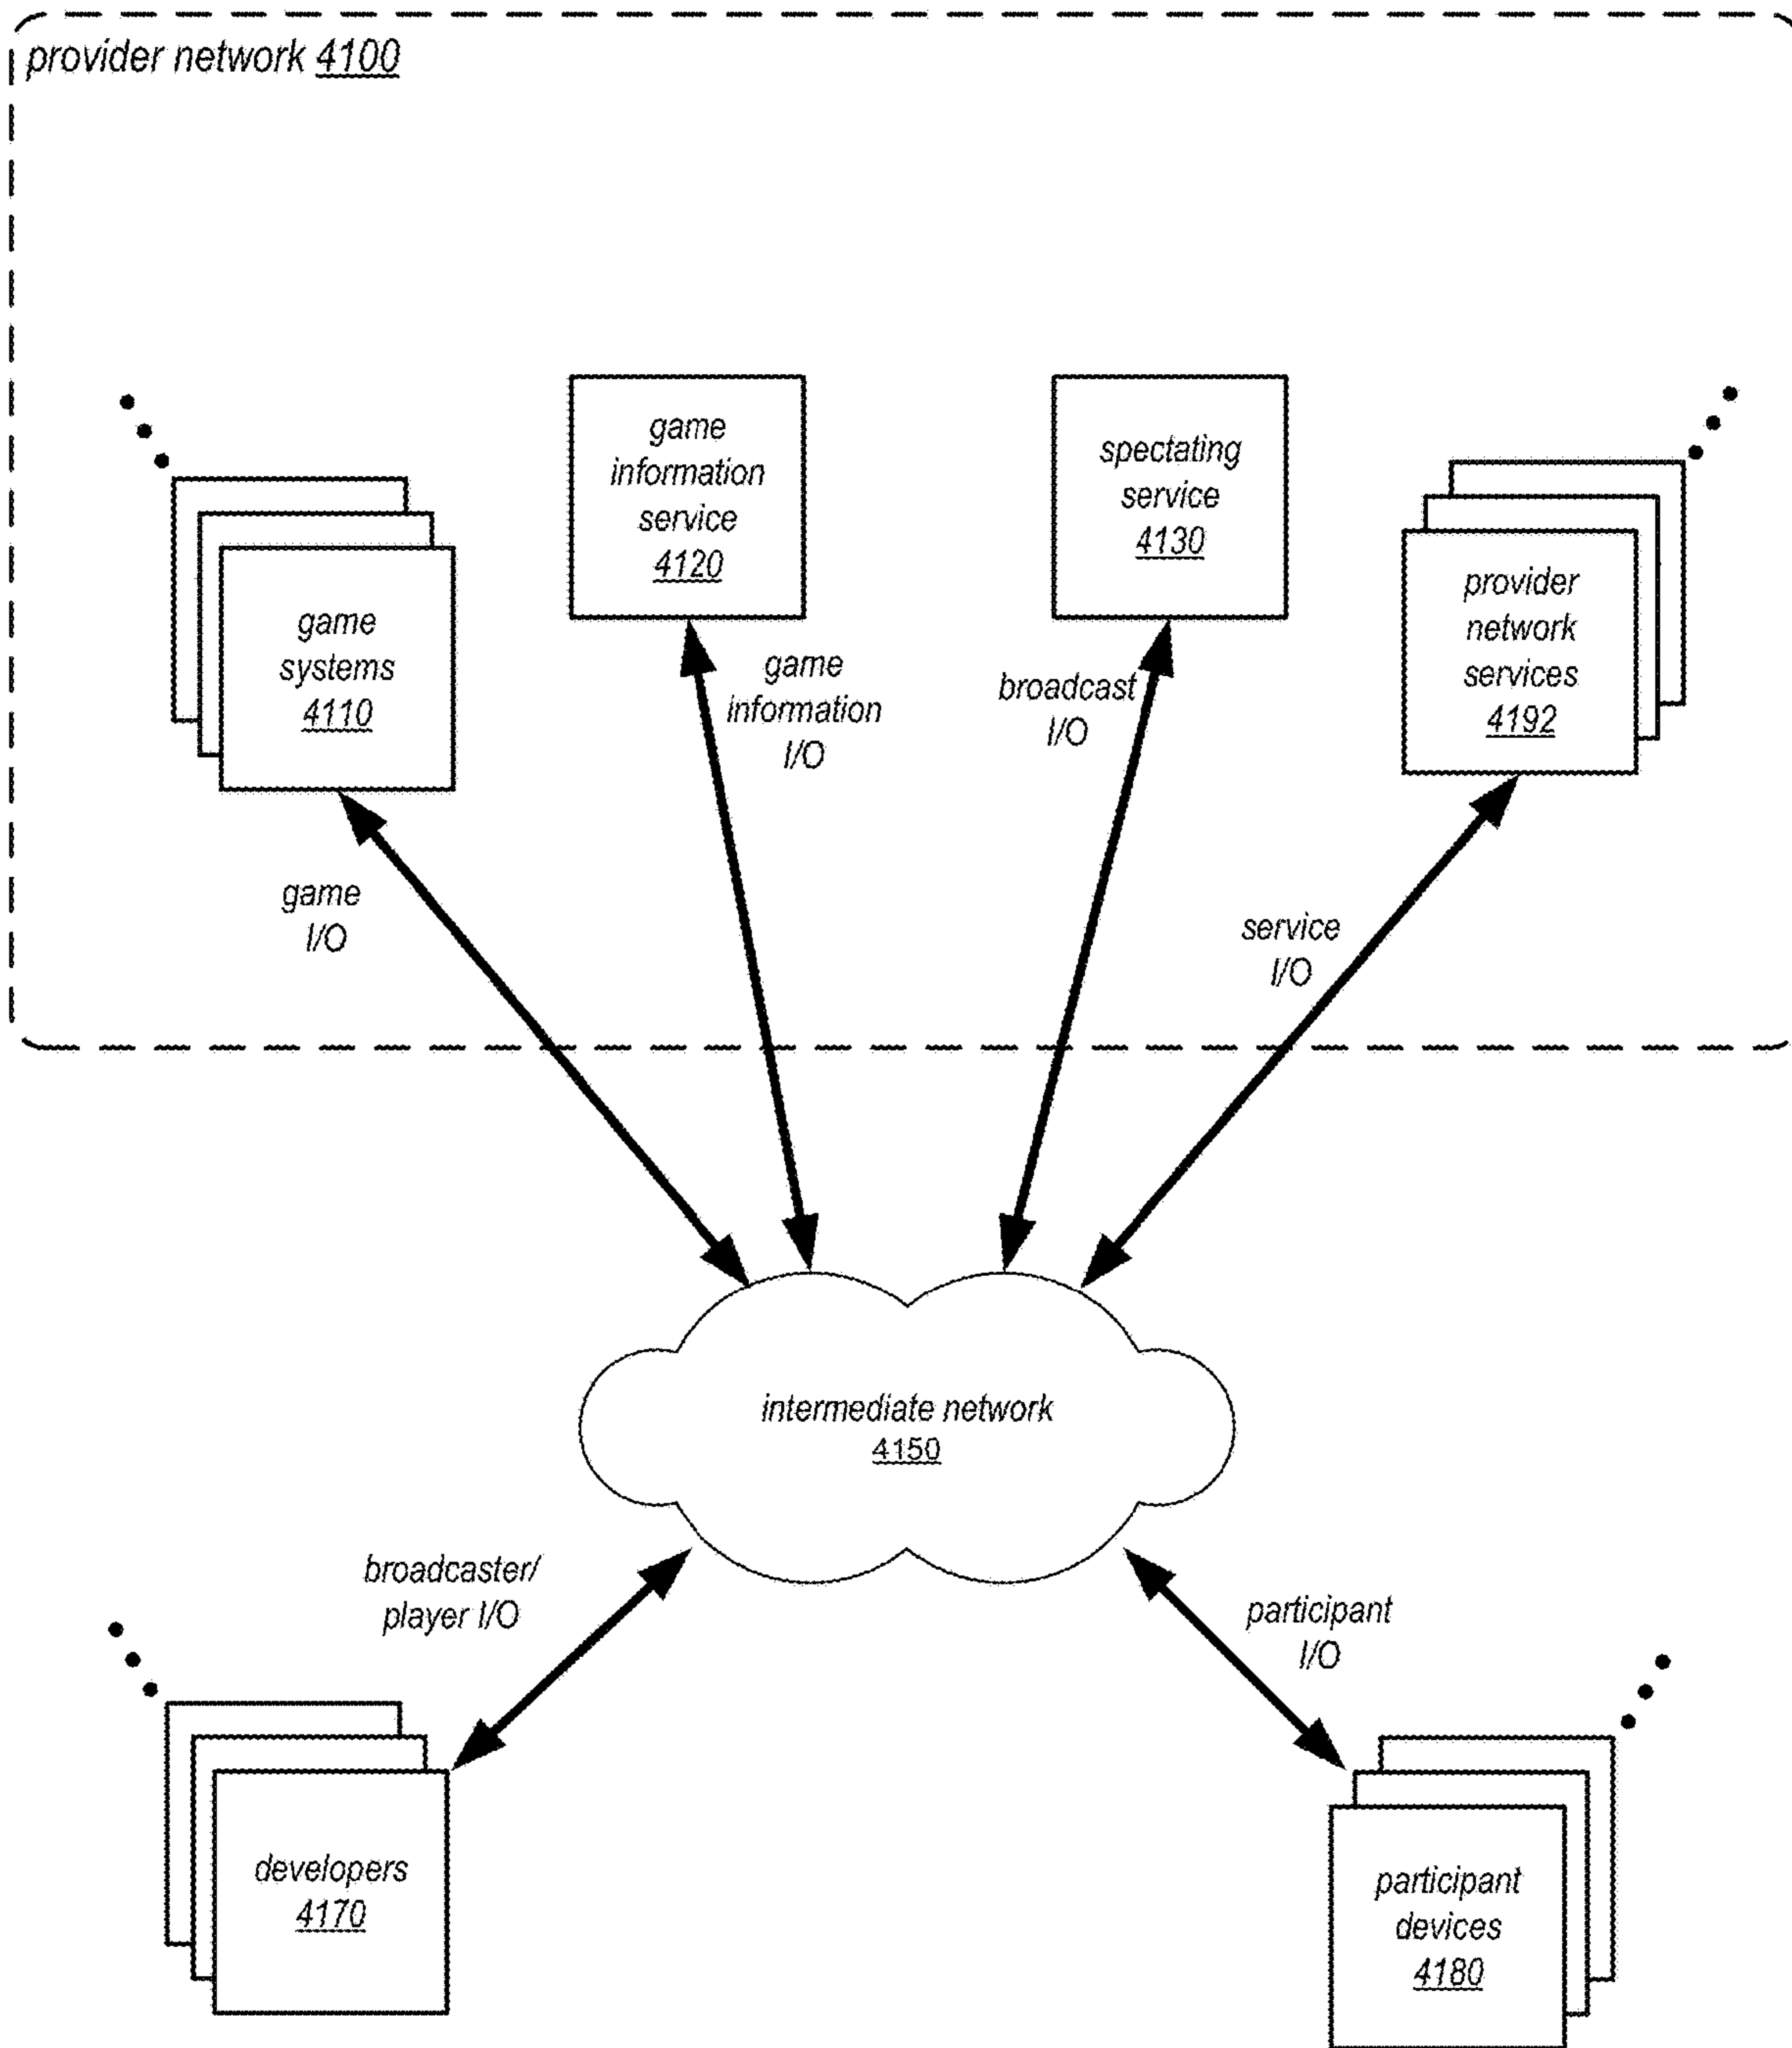 provider network 4100
game
information
service
4120
spectating
service
4130
game
systems
4110
provider
network
services
4192
game
information
I/O
broadcast
I/O
game
I/O
service
I/O
intermediate network
4150
broadcaster/
player I/O
participant
I/O
developers
4170
participant
devices
4180